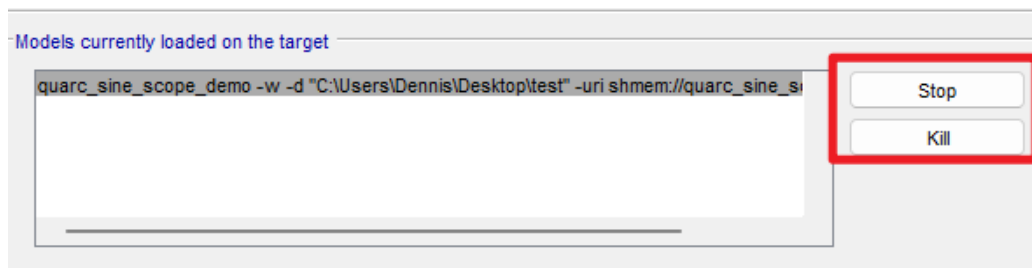 Models currently loaded on the target
quarc_sine_scope_demo -w -d "C:\Users\Dennis\Desktop\test" -uri shmem://quarc_sine_s
Stop
Kill